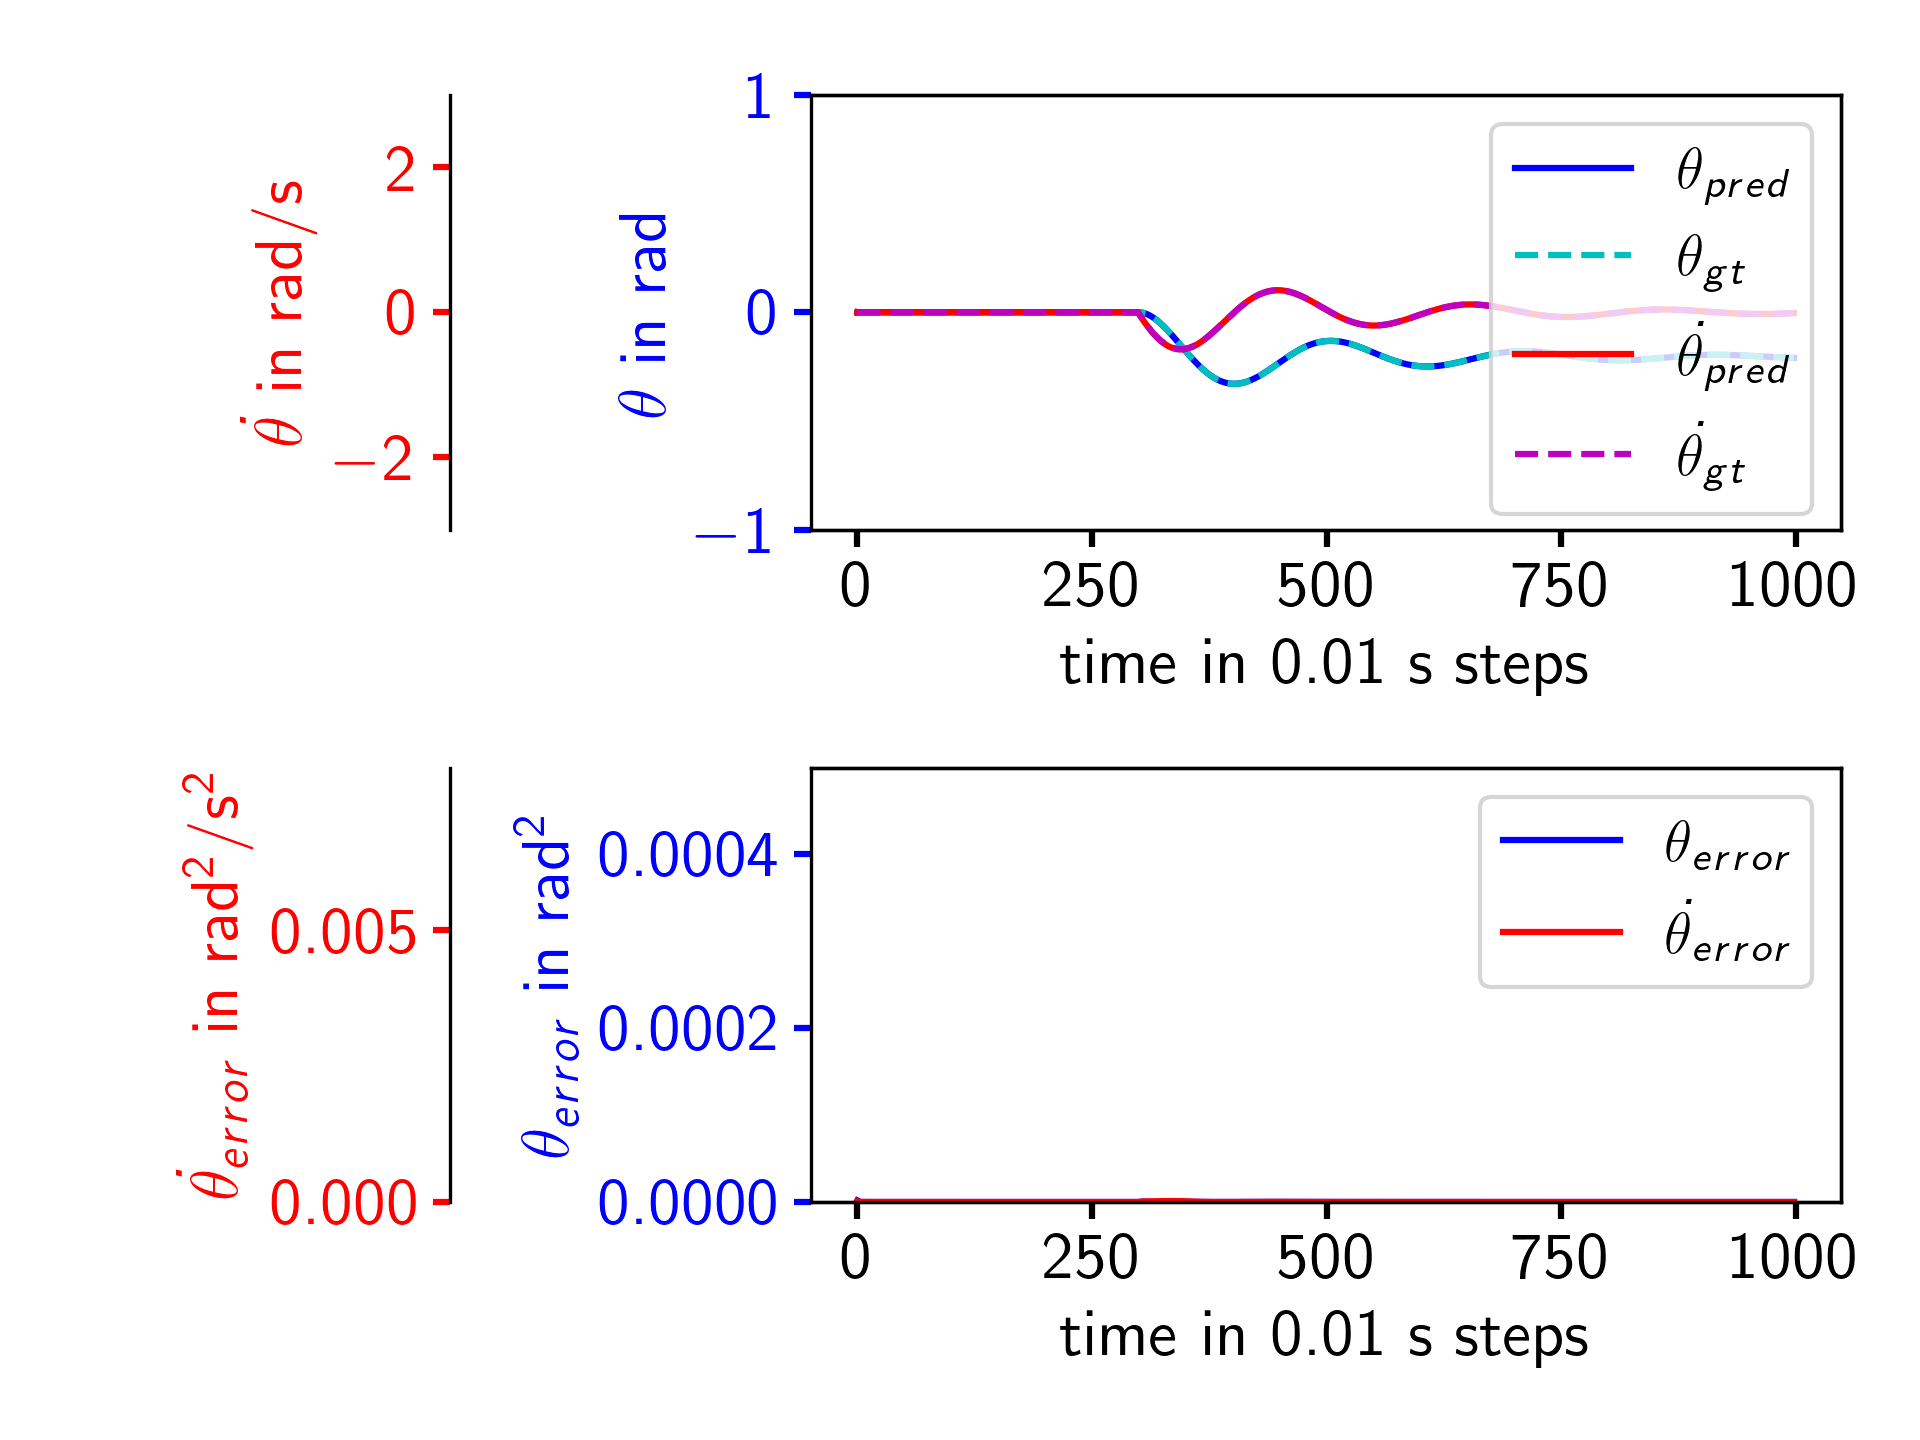 θ̇ in rad/s
2
0
−2
θ in rad
1
0
−1
θ_pred
θ_gt
θ̇_pred
θ̇_gt
0 250 500 750 1000
time in 0.01 s steps
θ̇_error in rad²/s²
0.005
0.000
θ_error in rad²
0.0004
0.0002
0.0000
θ_error
θ̇_error
0 250 500 750 1000
time in 0.01 s steps